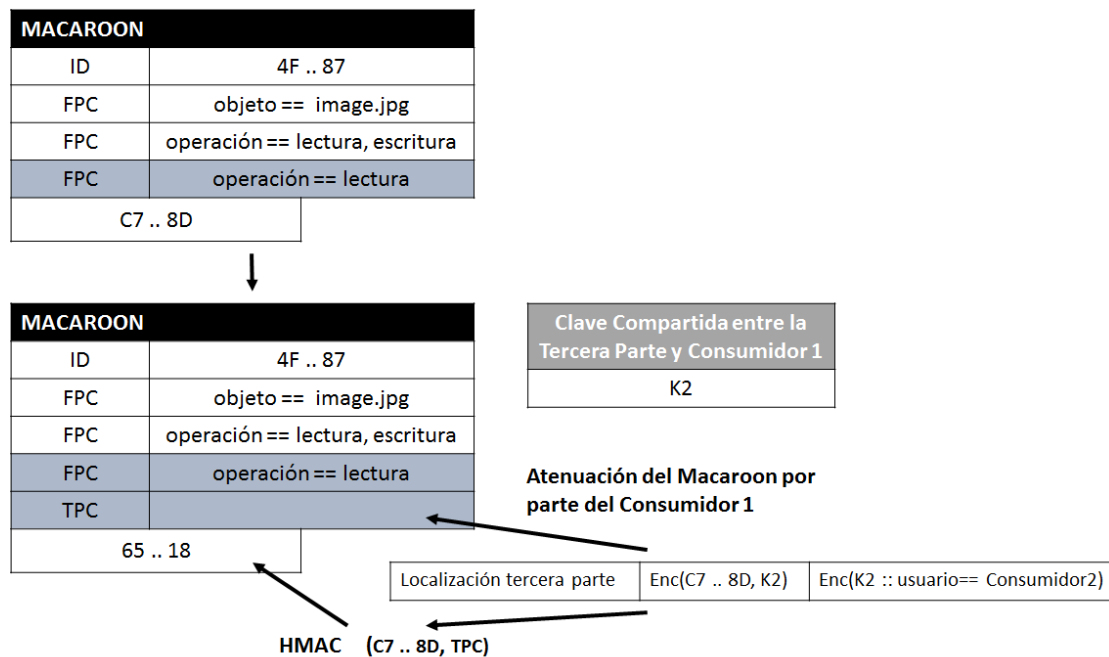 MACAROON
ID 4F .. 87
FPC objeto == image.jpg
FPC operación == lectura, escritura
FPC operación == lectura
C7 .. 8D
MACAROON
ID 4F .. 87
FPC objeto == image.jpg
FPC operación == lectura, escritura
FPC operación == lectura
TPC
65 .. 18
Clave Compartida entre la
Tercera Parte y Consumidor 1
K2
Atenuación del Macaroon por
parte del Consumidor 1
Localización tercera parte Enc(C7 .. 8D, K2) Enc(K2 :: usuario== Consumidor2)
HMAC (C7 .. 8D, TPC)